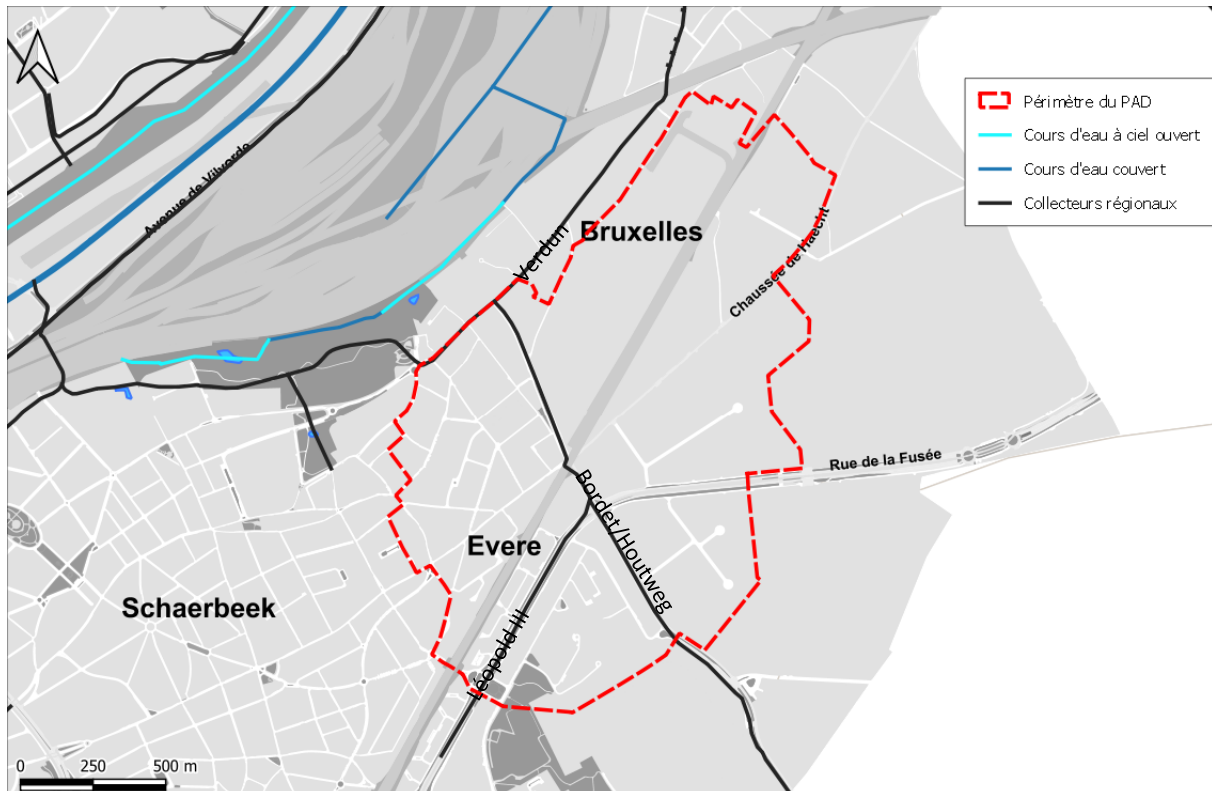 Périmètre du PAD
Cours d'eau à ciel ouvert
Cours d'eau couvert
Collecteurs régionaux
Avenue de Vilvorde
Verdun
Bruxelles
Chaussée de Haecht
Rue de la Fusée
Bordet/Houtweg
Evere
Schaerbeek
Léopold III
0 250 500 m